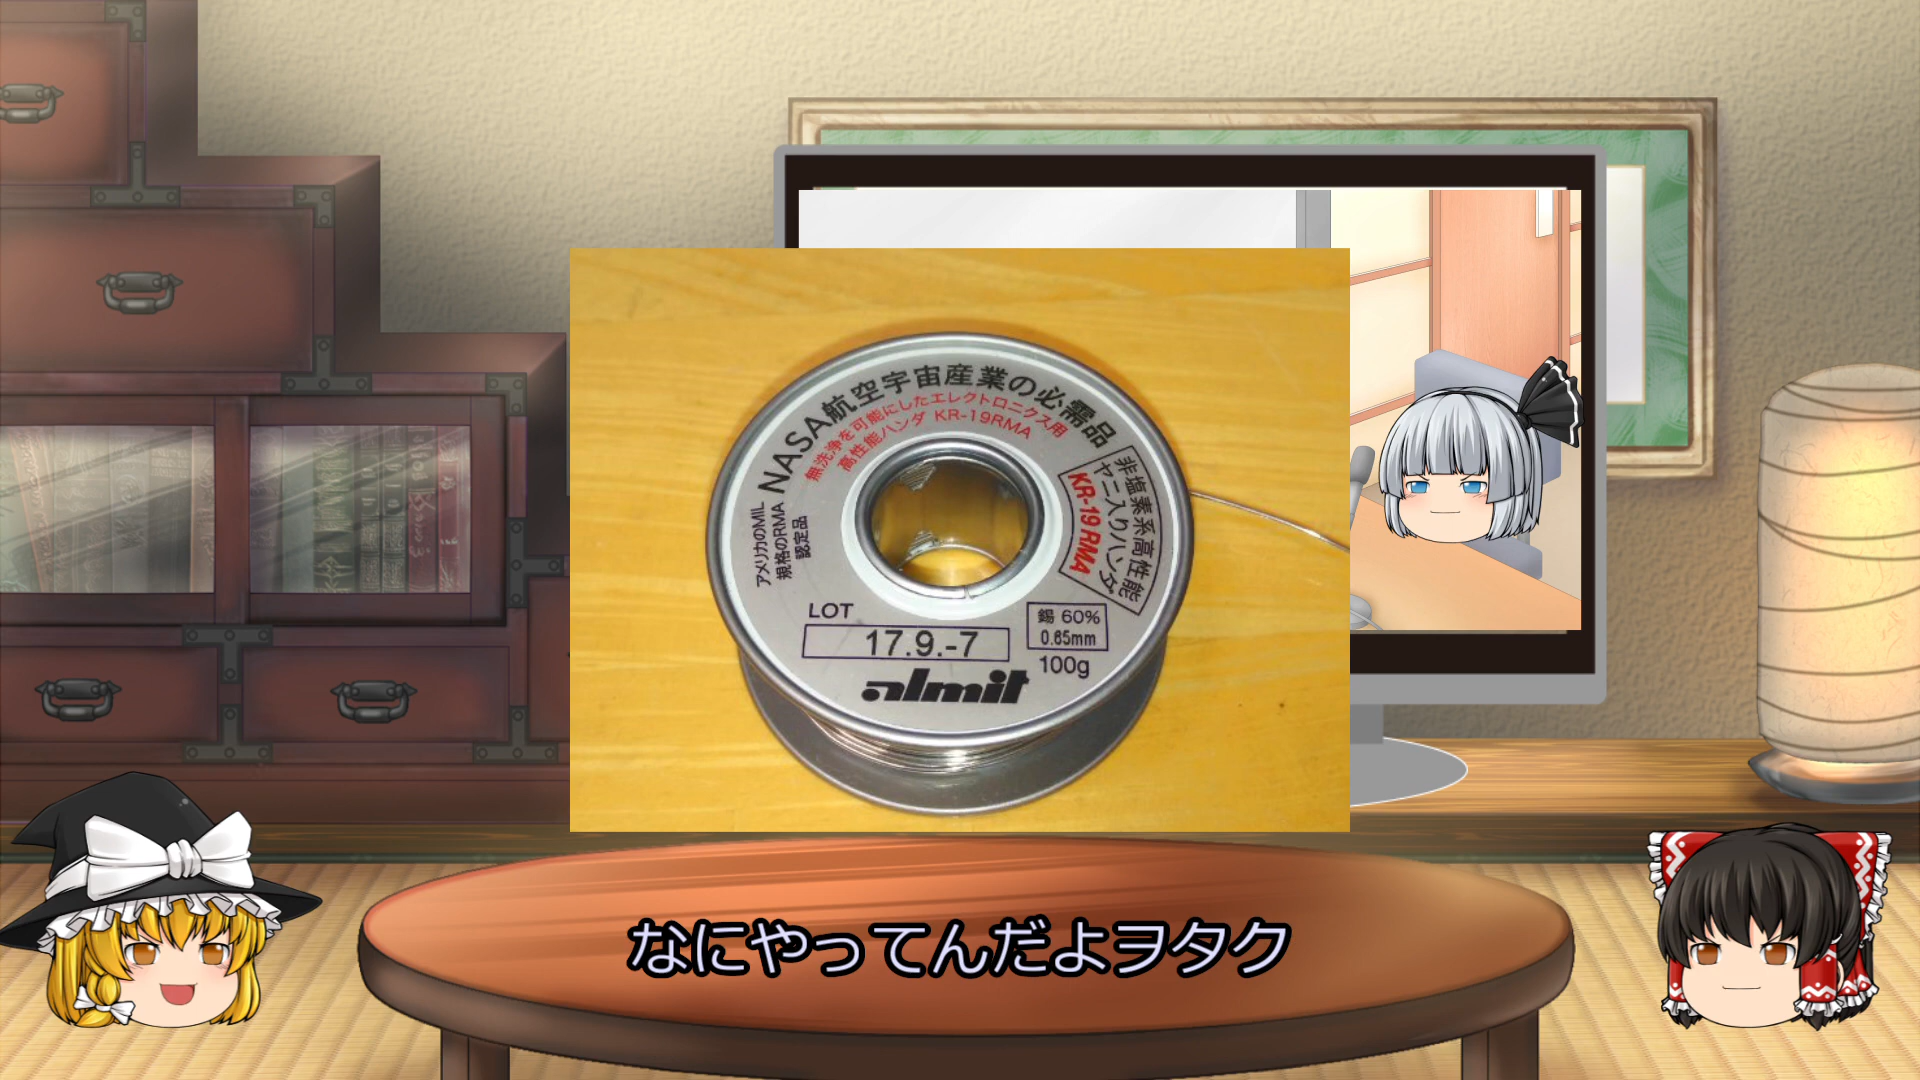 NASA航空宇宙産業の必需品
無洗浄を可能にしたエレクトロニクス用
高性能ハンダ KR-19RMA
アメリカのMIL
規格のRMA
認定品
非塩素系高性能
ヤニ入りハンダ
KR-19RMA
LOT
17.9.-7
錫 60%
0.65mm
100g
almit
なにやってんだよヲタク